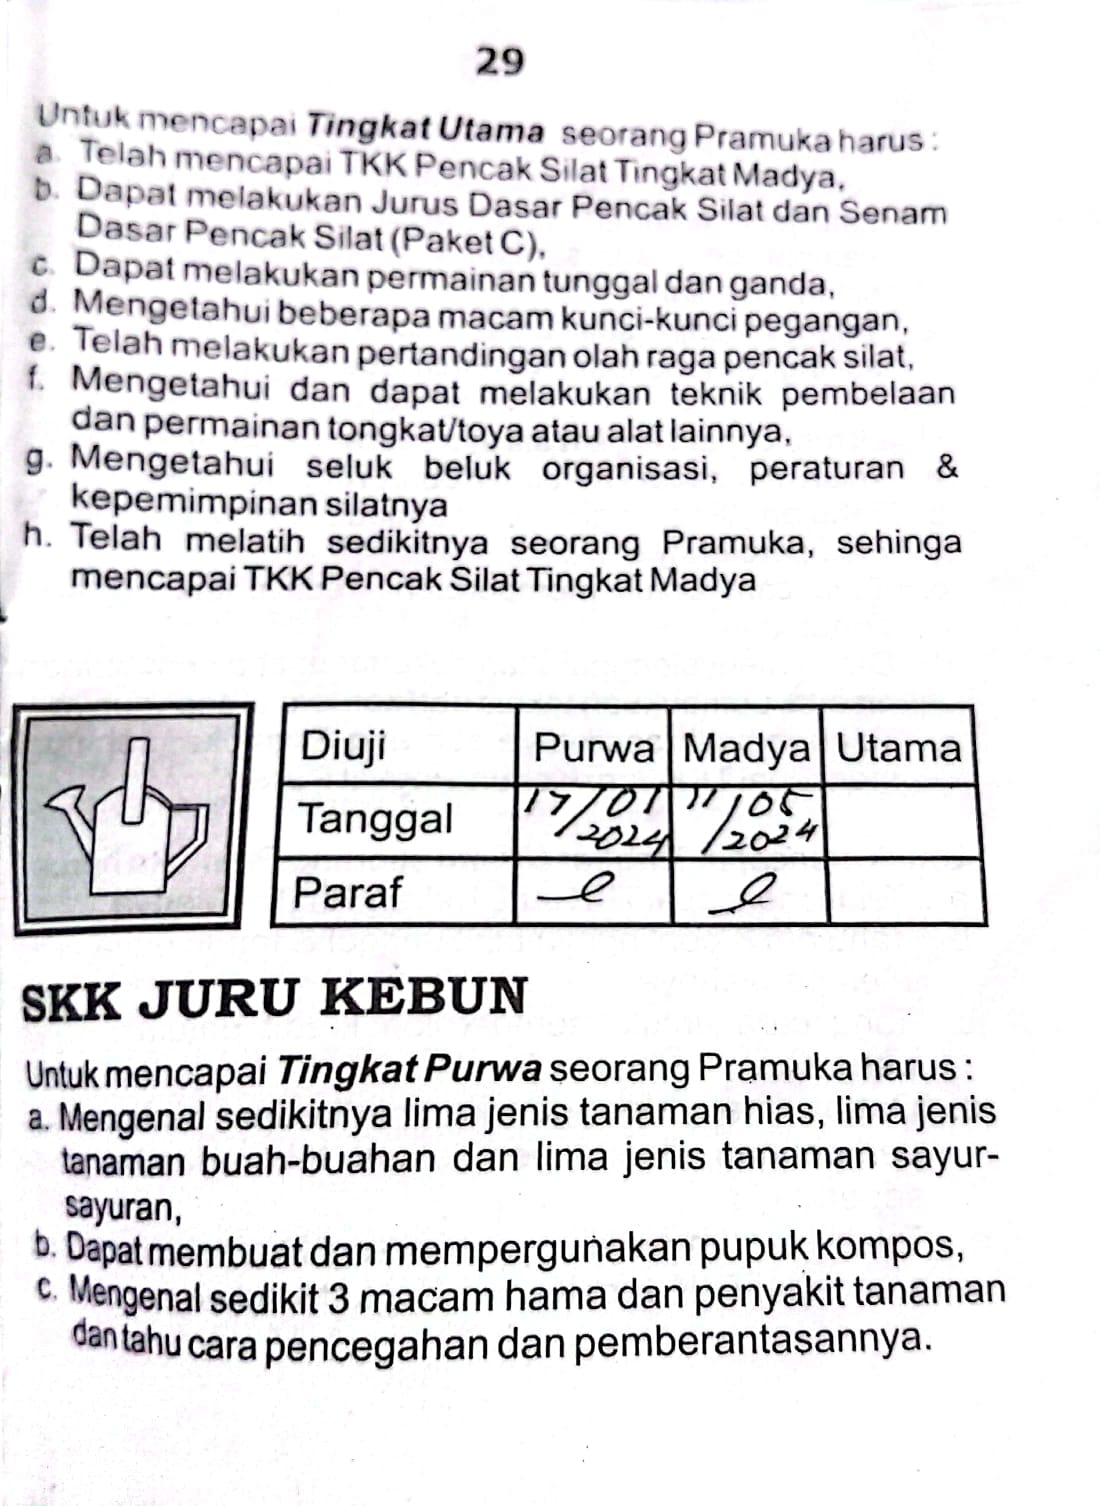 29
Untuk mencapai Tingkat Utama seorang Pramuka harus :
a. Telah mencapai TKK Pencak Silat Tingkat Madya,
b. Dapat melakukan Jurus Dasar Pencak Silat dan Senam
Dasar Pencak Silat (Paket C),
c. Dapat melakukan permainan tunggal dan ganda,
d. Mengetahui beberapa macam kunci-kunci pegangan,
e. Telah melakukan pertandingan olah raga pencak silat,
f. Mengetahui dan dapat melakukan teknik pembelaan
dan permainan tongkat/toya atau alat lainnya,
g. Mengetahui seluk beluk organisasi, peraturan &
kepemimpinan silatnya
h. Telah melatih sedikitnya seorang Pramuka, sehinga
mencapai TKK Pencak Silat Tingkat Madya
Diuji Purwa Madya Utama
Tanggal 17/01/2024 11/05/2024
Paraf
SKK JURU KEBUN
Untuk mencapai Tingkat Purwa seorang Pramuka harus :
a. Mengenal sedikitnya lima jenis tanaman hias, lima jenis
tanaman buah-buahan dan lima jenis tanaman sayur-
sayuran,
b. Dapat membuat dan mempergunakan pupuk kompos,
c. Mengenal sedikit 3 macam hama dan penyakit tanaman
dan tahu cara pencegahan dan pemberantasannya.